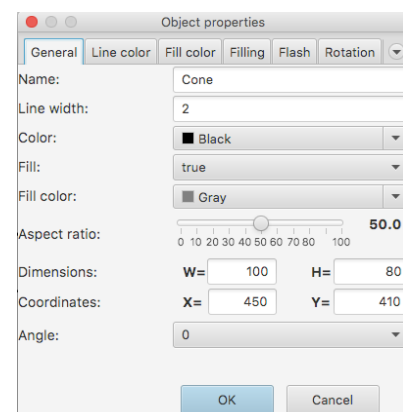 Object properties
General Line color Fill color Filling Flash Rotation
Name: Cone
Line width: 2
Color: Black
Fill: true
Fill color: Gray
Aspect ratio: 50.0
0 10 20 30 40 50 60 70 80 100
Dimensions: W= 100 H= 80
Coordinates: X= 450 Y= 410
Angle: 0
OK Cancel